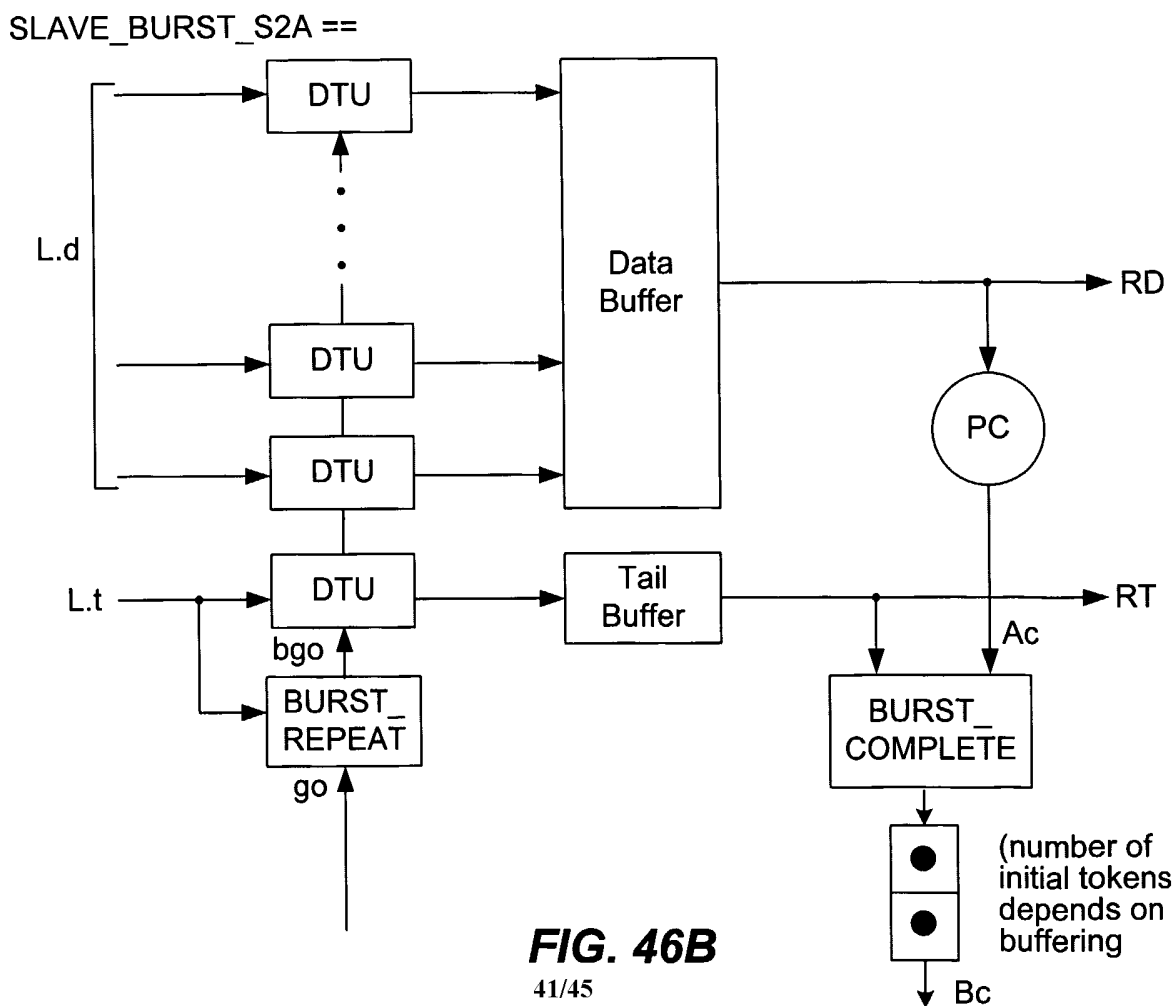 SLAVE_BURST_S2A ==
DTU
L.d
Data
Buffer
RD
DTU
PC
DTU
L.t
DTU
Tail
Buffer
RT
Ac
bgo
BURST_
REPEAT
BURST_
COMPLETE
go
(number of
initial tokens
depends on
buffering
FIG. 46B
41/45
Bc